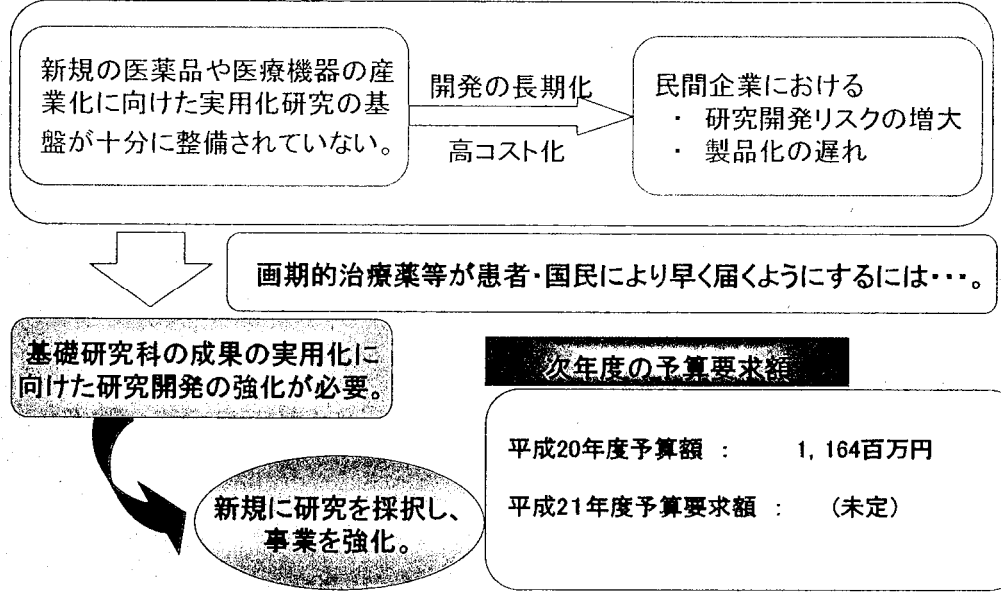 新規の医薬品や医療機器の産
業化に向けた実用化研究の基
盤が十分に整備されていない。
開発の長期化
高コスト化
民間企業における
・ 研究開発リスクの増大
・ 製品化の遅れ
画期的治療薬等が患者・国民により早く届くようにするには・・・。
基礎研究科の成果の実用化に
向けた研究開発の強化が必要。
新規に研究を採択し、
事業を強化。
次年度の予算要求額
平成20年度予算額 : 1, 164百万円
平成21年度予算要求額 : (未定)